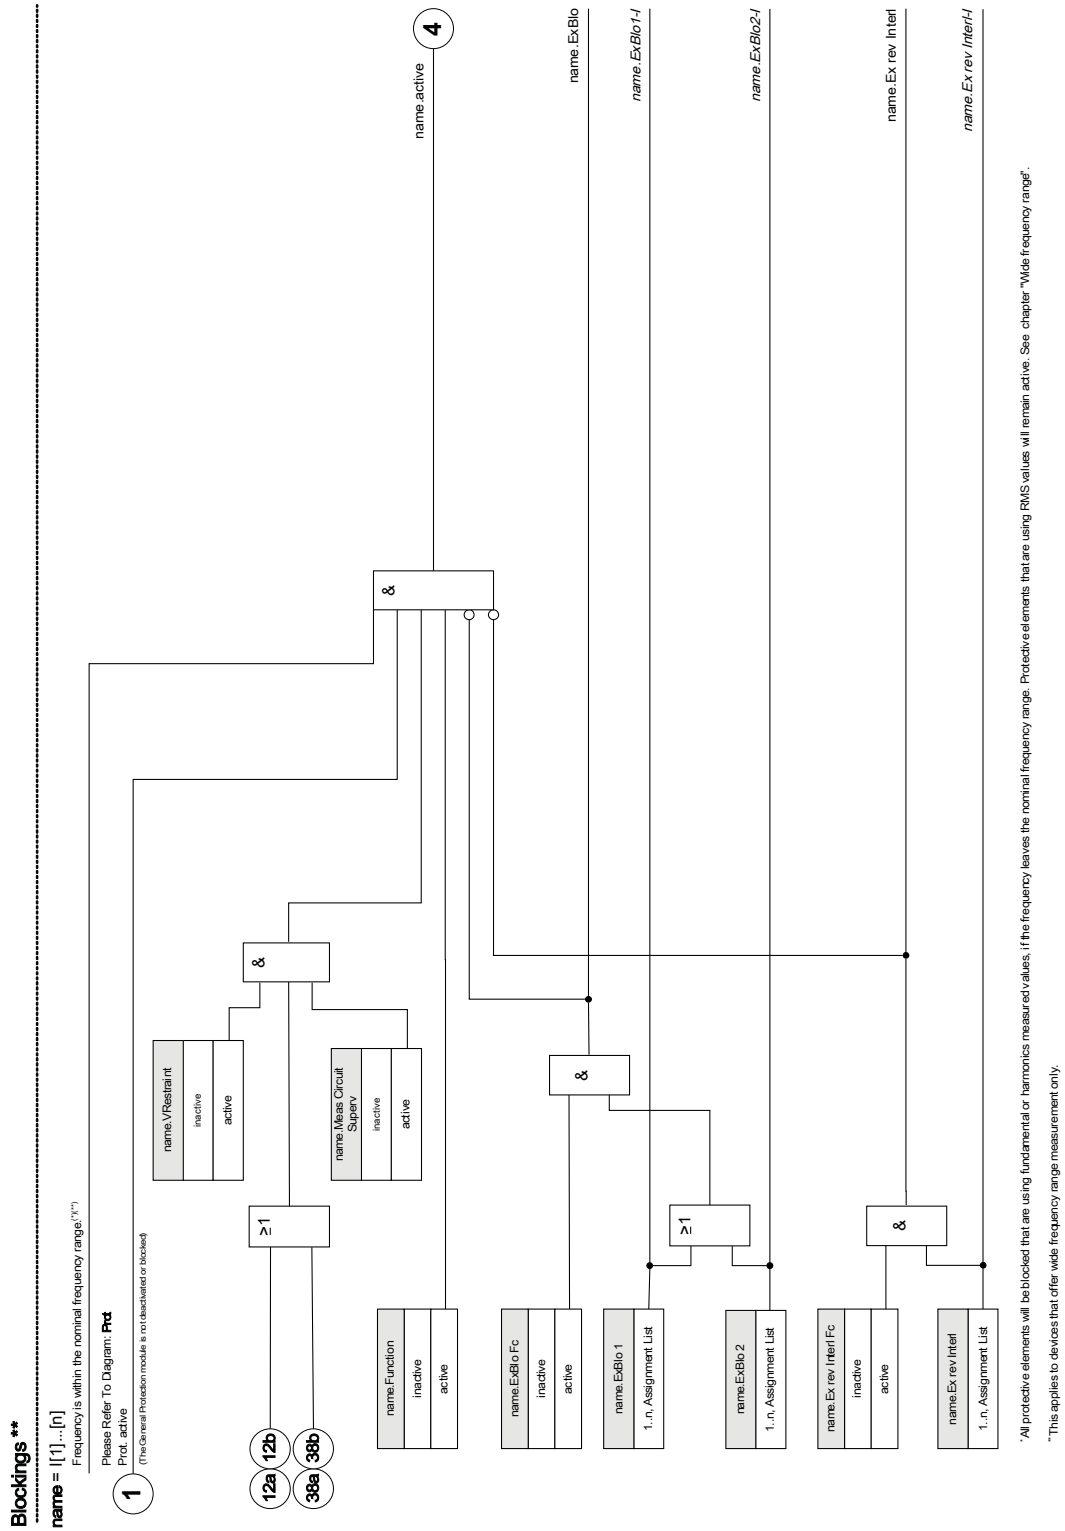 Blockings **
name = I[1]...[n]
Frequency is within the nominal frequency range.(*)(**)
Please Refer To Diagram: Prot
Prot. active
(The General Protection module is not deactivated or blocked)
1
12a
12b
38a
38b
≥1
name.VRestraint
inactive
active
name.Meas Circuit
Superv
inactive
active
&
name.Function
inactive
active
&
name.active
4
name.ExBlo Fc
inactive
active
&
name.ExBlo
name.ExBlo 1
1..n, Assignment List
name.ExBlo1-I
≥1
name.ExBlo 2
1..n, Assignment List
name.ExBlo2-I
name.Ex rev Interl Fc
inactive
active
&
name.Ex rev Interl
name.Ex rev Interl
1..n, Assignment List
name.Ex rev Interl-I
*All protective elements will be blocked that are using fundamental or harmonics measured values, if the frequency leaves the nominal frequency range. Protective elements that are using RMS values will remain active. See chapter "Wide frequency range".
**This applies to devices that offer wide frequency range measurement only.